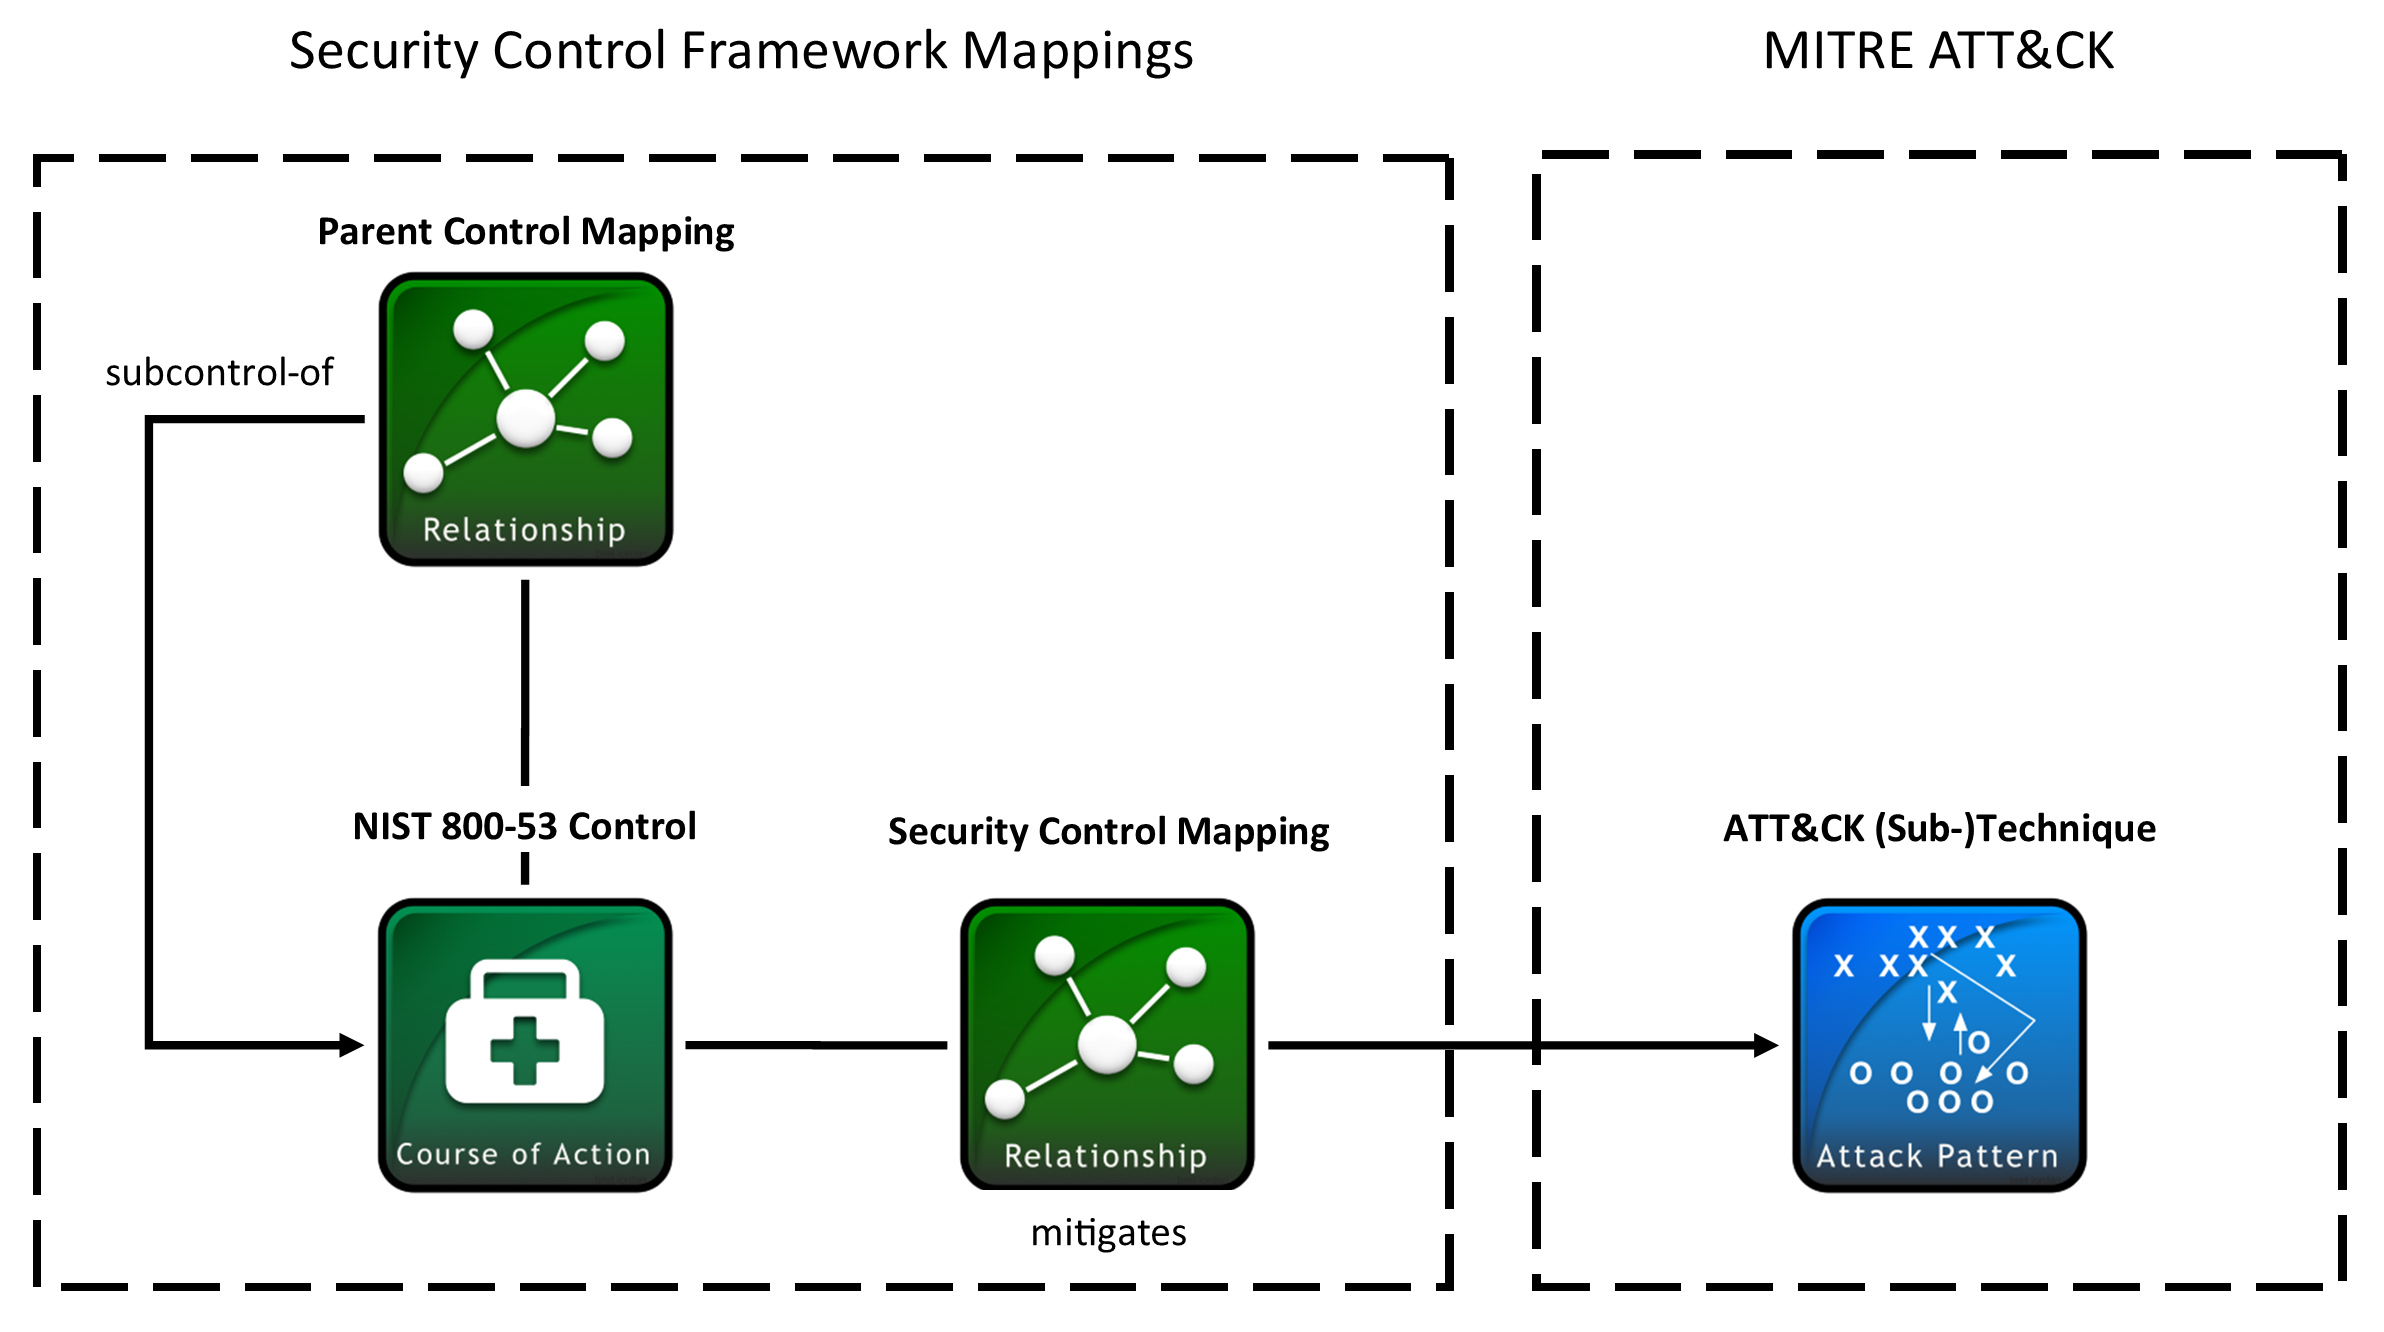 Security Control Framework Mappings
MITRE ATT&CK
Parent Control Mapping
subcontrol-of
Relationship
NIST 800-53 Control
Security Control Mapping
ATT&CK (Sub-)Technique
X X X
X X X X
X
O
O O O O
O O O
Course of Action
Relationship
Attack Pattern
mitigates